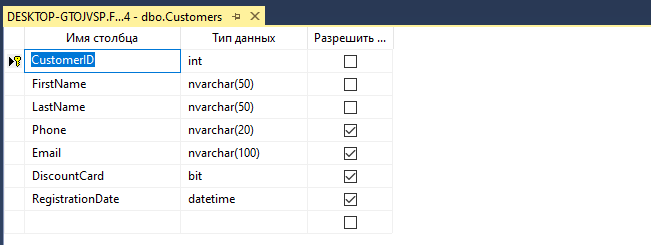 DESKTOP-GTOJVSP.F...4 - dbo.Customers
Имя столбца Тип данных Разрешить ...
CustomerID int
FirstName nvarchar(50)
LastName nvarchar(50)
Phone nvarchar(20)
Email nvarchar(100)
DiscountCard bit
RegistrationDate datetime